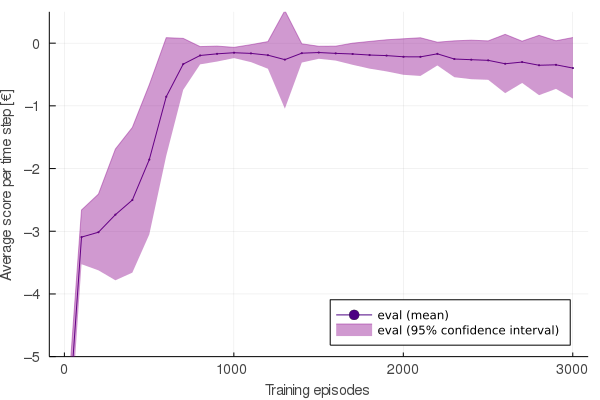 Average score per time step [€]
0
−1
−2
−3
−4
−5
0
1000
2000
3000
Training episodes
eval (mean)
eval (95% confidence interval)